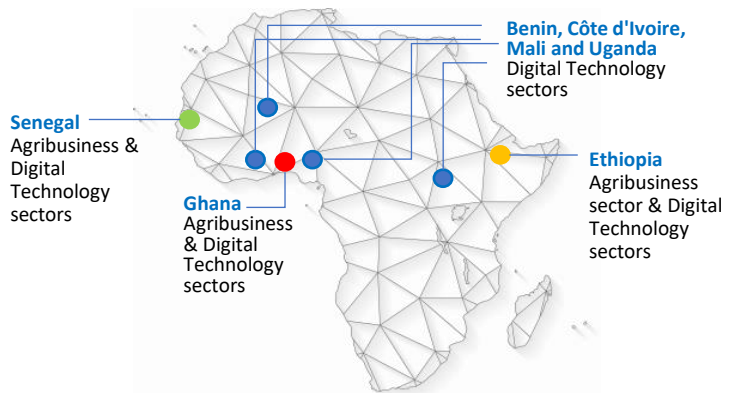 Benin, Côte d'Ivoire,
Mali and Uganda
Digital Technology
sectors
Senegal
Agribusiness &
Digital
Technology
sectors
Ghana
Agribusiness
& Digital
Technology
sectors
Ethiopia
Agribusiness
sector & Digital
Technology
sectors